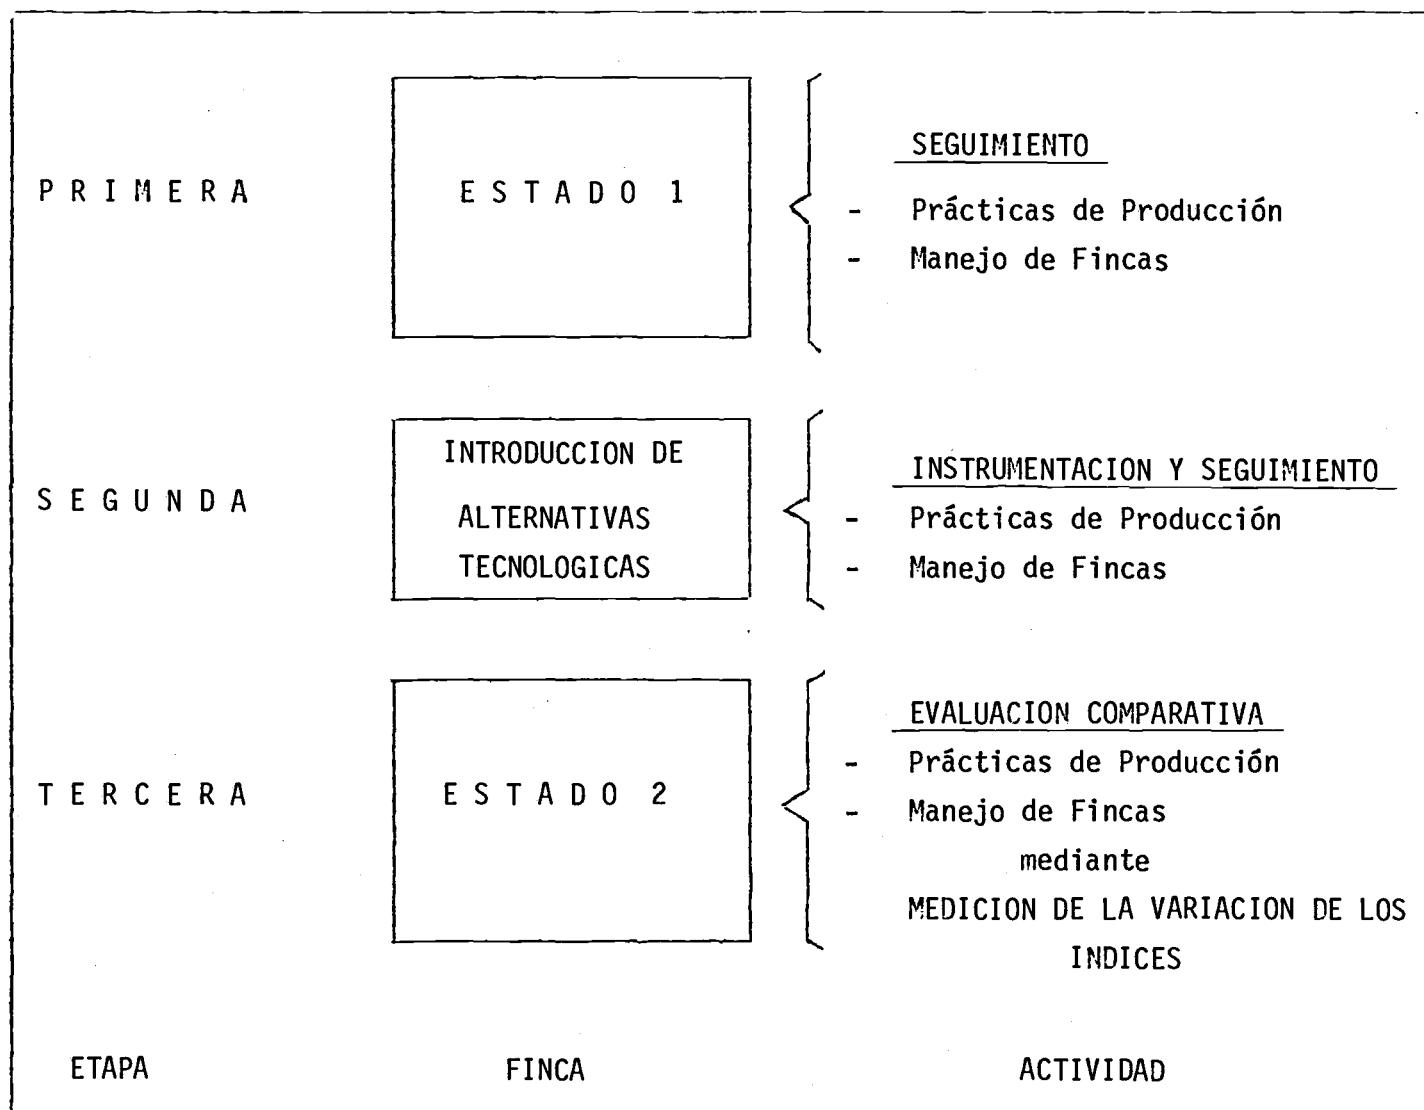 PRIMERA
ESTADO 1
SEGUIMIENTO
- Prácticas de Producción
- Manejo de Fincas
SEGUNDA
INTRODUCCION DE
ALTERNATIVAS
TECNOLOGICAS
INSTRUMENTACION Y SEGUIMIENTO
- Prácticas de Producción
- Manejo de Fincas
TERCERA
ESTADO 2
EVALUACION COMPARATIVA
- Prácticas de Producción
- Manejo de Fincas
mediante
MEDICION DE LA VARIACION DE LOS
INDICES
ETAPA
FINCA
ACTIVIDAD